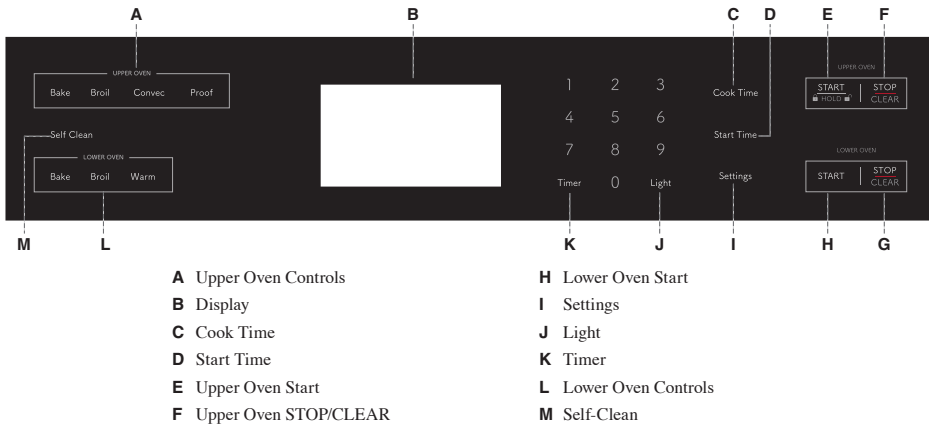 A B C D E F
UPPER OVEN
Bake Broil Convec Proof
Self Clean
LOWER OVEN
Bake Broil Warm
1 2 3
4 5 6
7 8 9
Timer 0 Light
Cook Time
Start Time
Settings
UPPER OVEN
START STOP
HOLD CLEAR
LOWER OVEN
START STOP
CLEAR
M L K J I H G
A Upper Oven Controls
B Display
C Cook Time
D Start Time
E Upper Oven Start
F Upper Oven STOP/CLEAR
H Lower Oven Start
I Settings
J Light
K Timer
L Lower Oven Controls
M Self-Clean